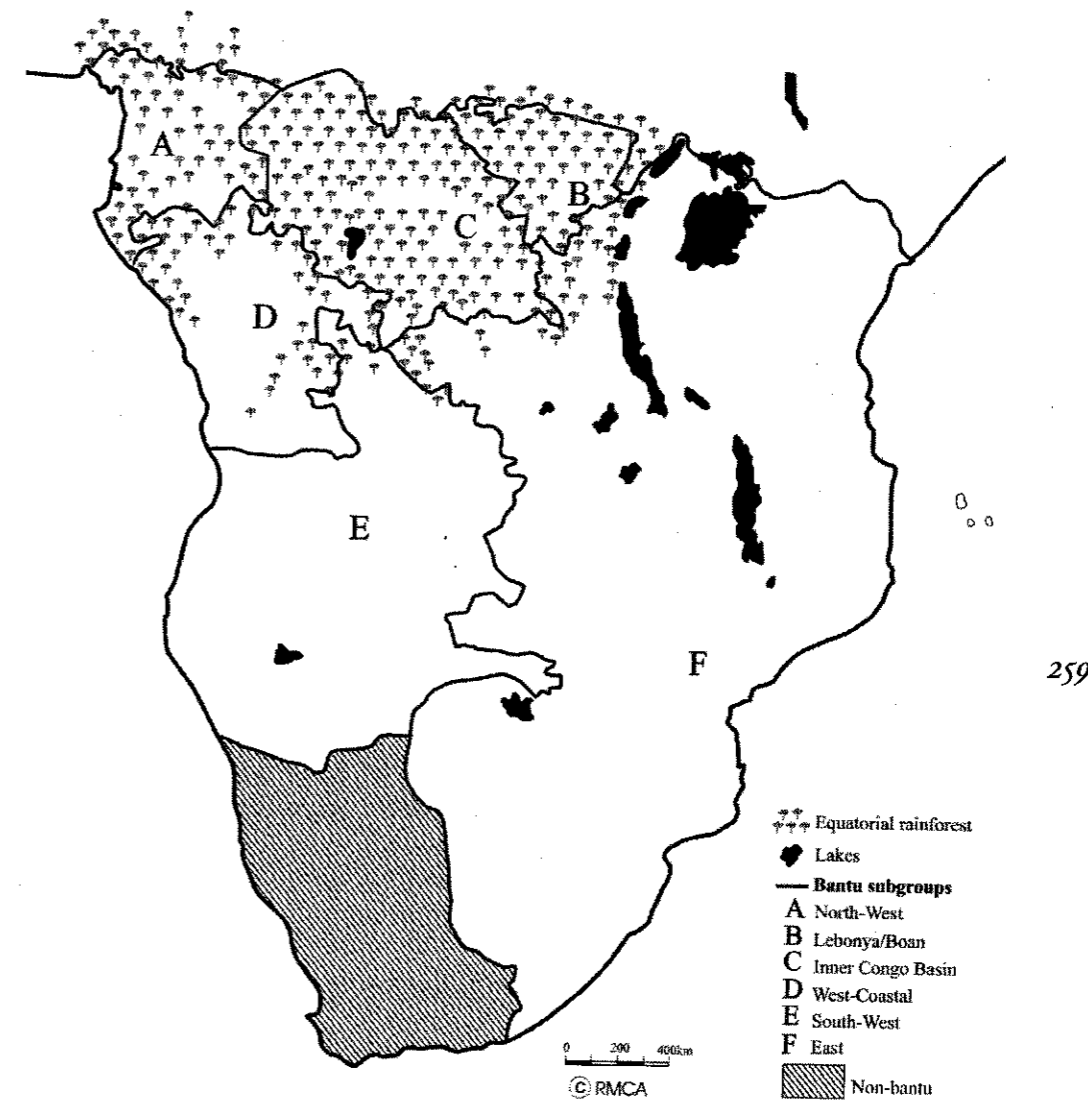 A
B
C
D
E
F
259
Equatorial rainforest
Lakes
Bantu subgroups
A North-West
B Lebonya/Boan
C Inner Congo Basin
D West-Coastal
E South-West
F East
Non-bantu
0 200 400km
© RMCA